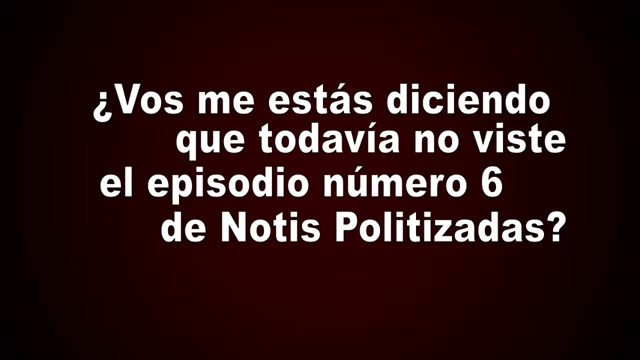 ¿Vos me estás diciendo
que todavía no viste
el episodio número 6
de Notis Politizadas?